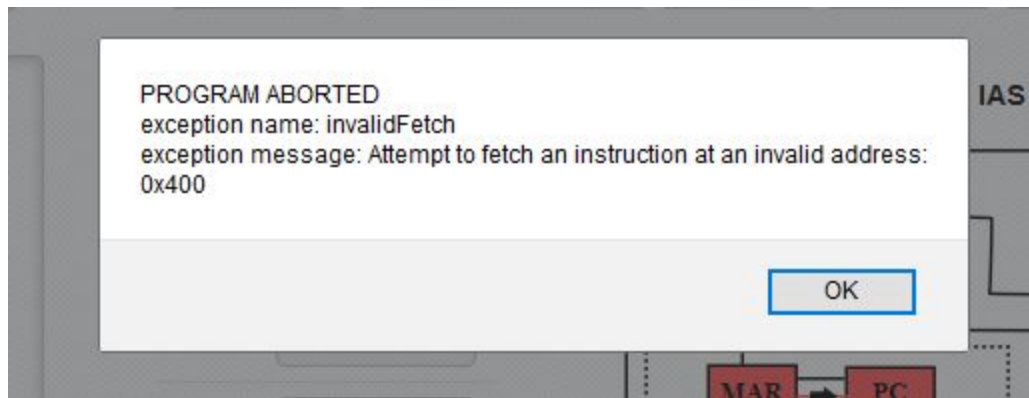 PROGRAM ABORTED
exception name: invalidFetch
exception message: Attempt to fetch an instruction at an invalid address:
0x400
IAS
OK
MAR
PC